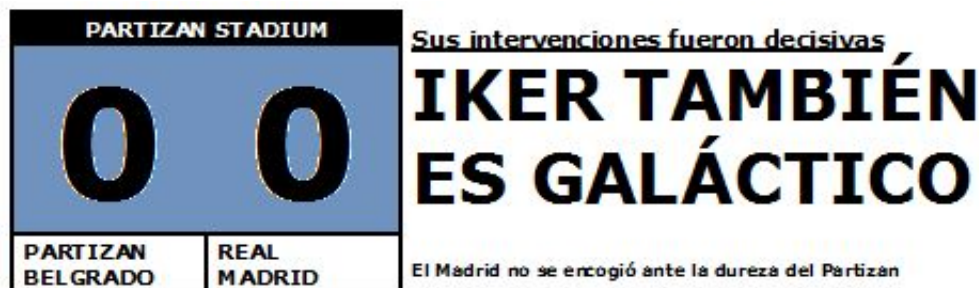 PARTIZAN STADIUM
0 0
PARTIZAN
BELGRADO
REAL
MADRID
Sus intervenciones fueron decisivas
IKER TAMBIÉN
ES GALÁCTICO
El Madrid no se encogió ante la dureza del Partizan